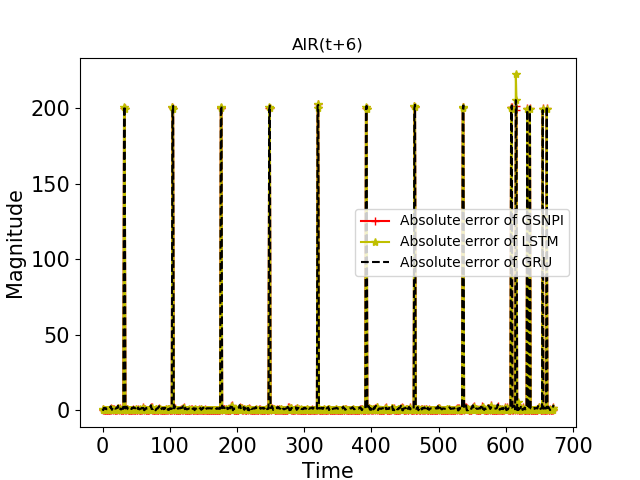 AIR(t+6)
Magnitude
200
150
100
50
0
Absolute error of GSNPI
Absolute error of LSTM
Absolute error of GRU
0 100 200 300 400 500 600 700
Time